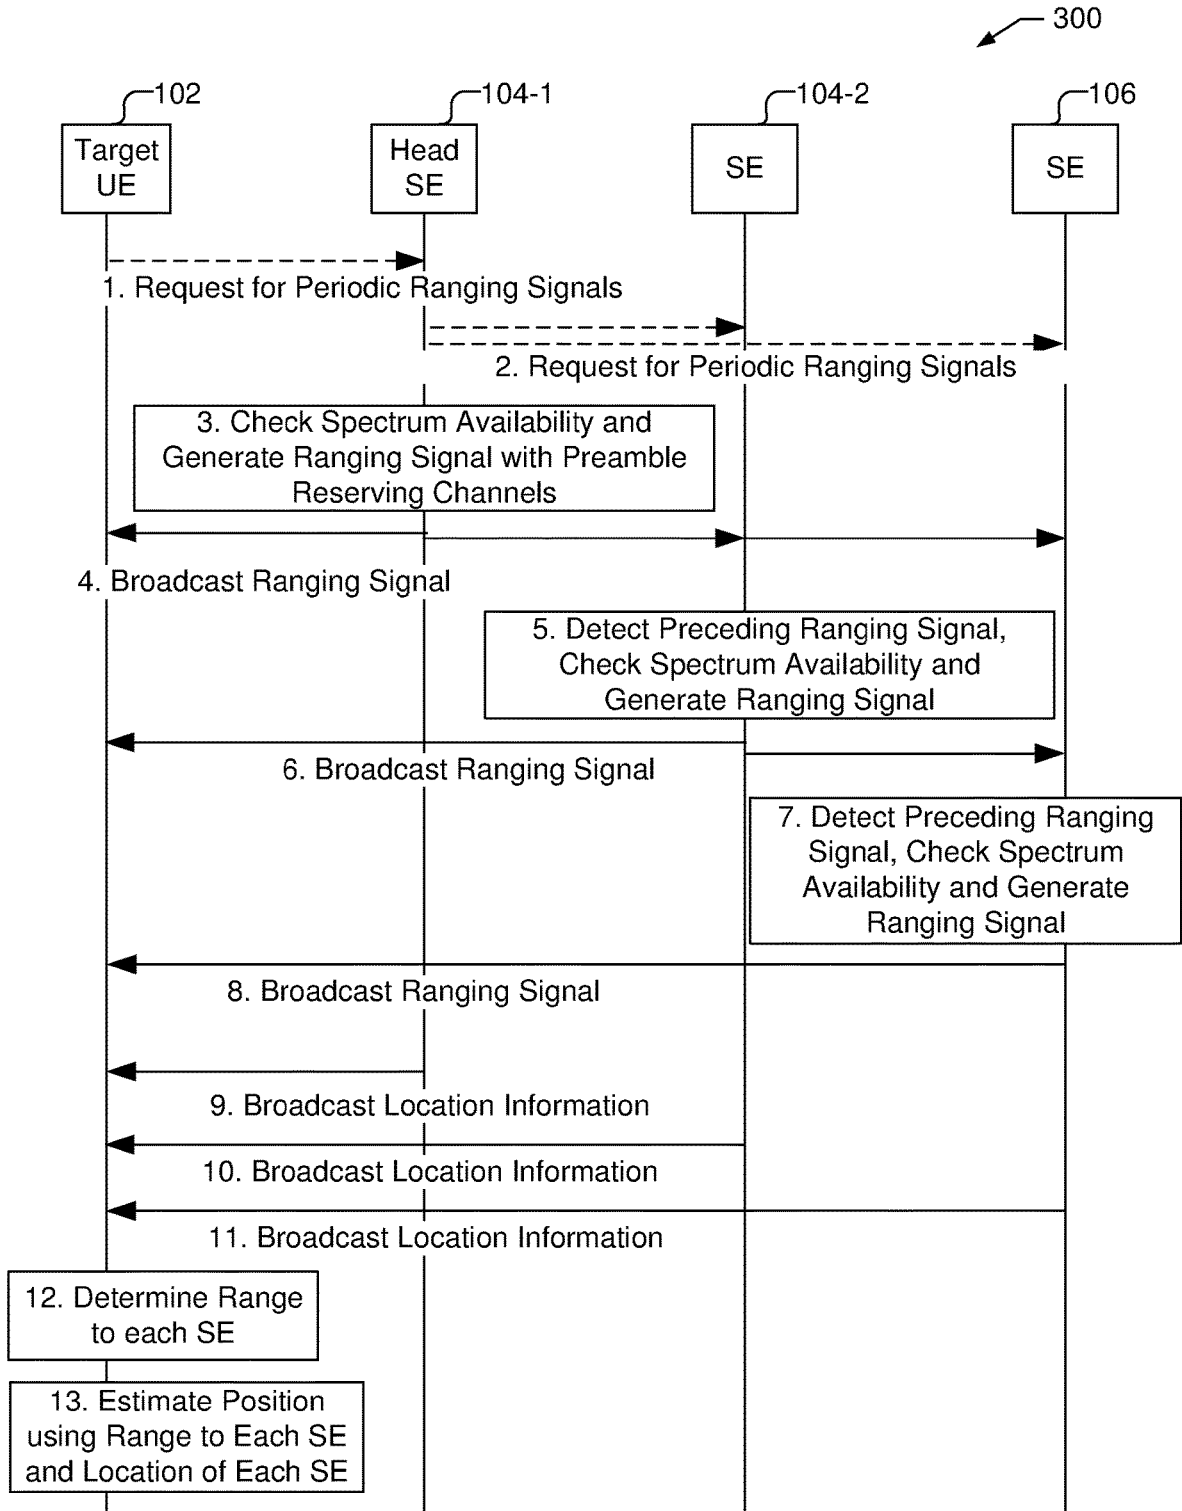 300
102
104-1
104-2
106
Target
UE
Head
SE
SE
SE
1. Request for Periodic Ranging Signals
2. Request for Periodic Ranging Signals
3. Check Spectrum Availability and
Generate Ranging Signal with Preamble
Reserving Channels
4. Broadcast Ranging Signal
5. Detect Preceding Ranging Signal,
Check Spectrum Availability and
Generate Ranging Signal
6. Broadcast Ranging Signal
7. Detect Preceding Ranging
Signal, Check Spectrum
Availability and Generate
Ranging Signal
8. Broadcast Ranging Signal
9. Broadcast Location Information
10. Broadcast Location Information
11. Broadcast Location Information
12. Determine Range
to each SE
13. Estimate Position
using Range to Each SE
and Location of Each SE